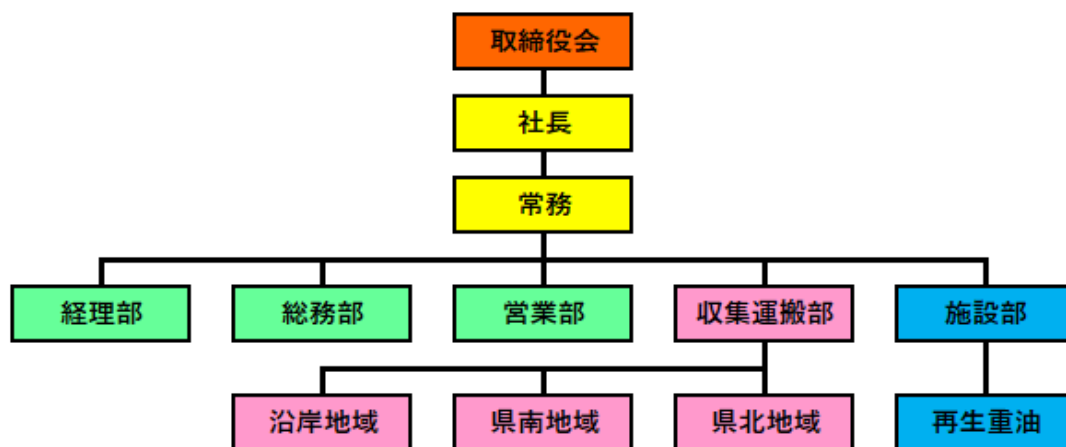 取締役会
社長
常務
経理部
総務部
営業部
収集運搬部
施設部
沿岸地域
県南地域
県北地域
再生重油